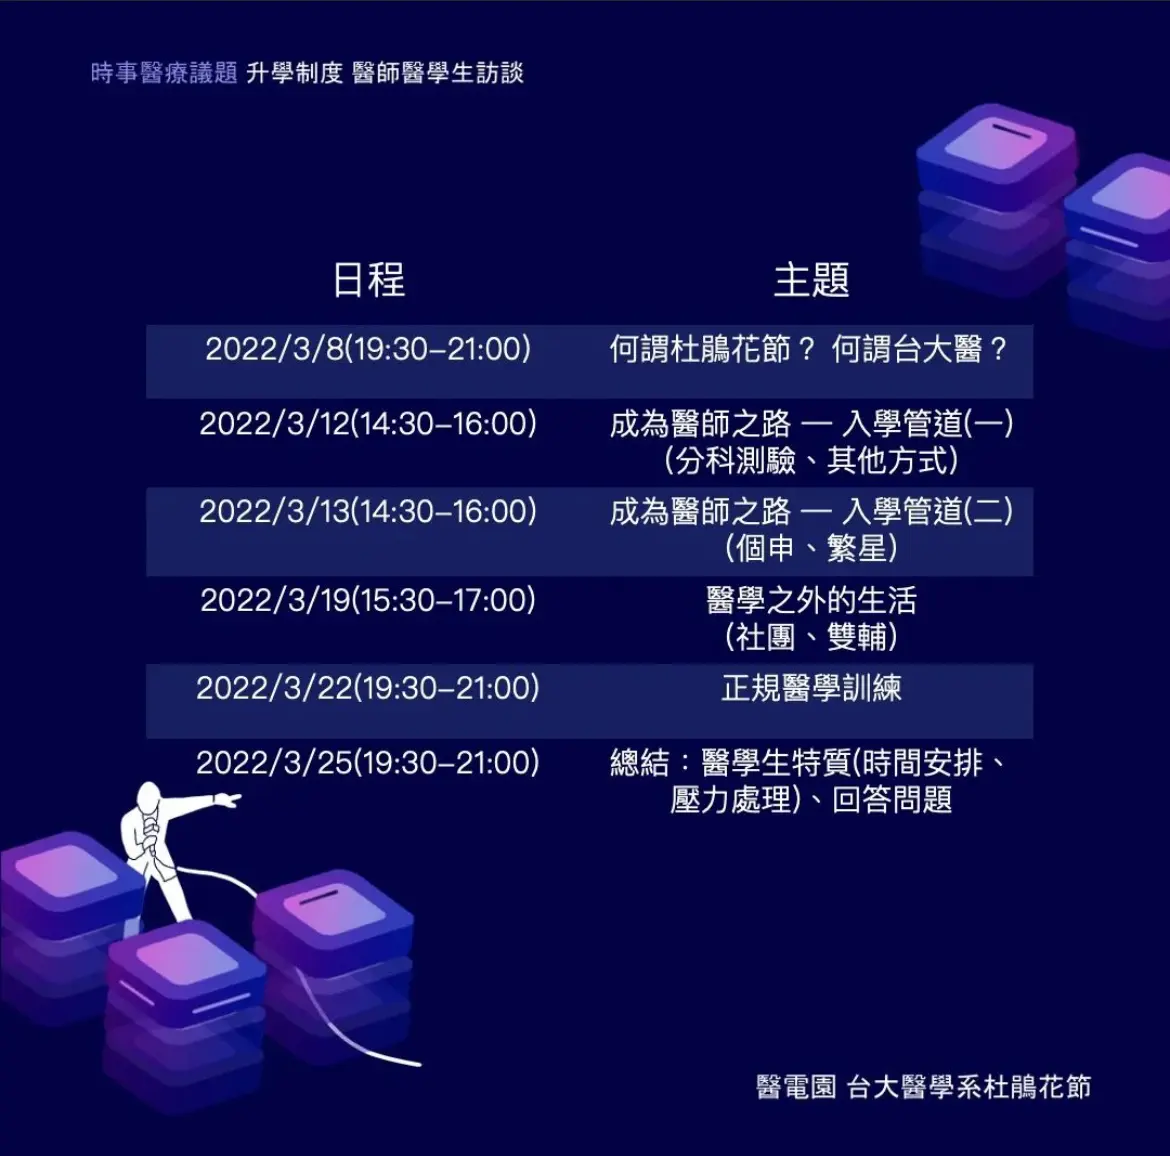 時事醫療議題 升學制度 醫師醫學生訪談
日程 主題
2022/3/8(19:30–21:00) 何謂杜鵑花節？ 何謂台大醫？
2022/3/12(14:30–16:00) 成為醫師之路 — 入學管道(一)
(分科測驗、其他方式)
2022/3/13(14:30–16:00) 成為醫師之路 — 入學管道(二)
(個申、繁星)
2022/3/19(15:30–17:00) 醫學之外的生活
(社團、雙輔)
2022/3/22(19:30–21:00) 正規醫學訓練
2022/3/25(19:30–21:00) 總結：醫學生特質(時間安排、
壓力處理)、回答問題
醫電園 台大醫學系杜鵑花節